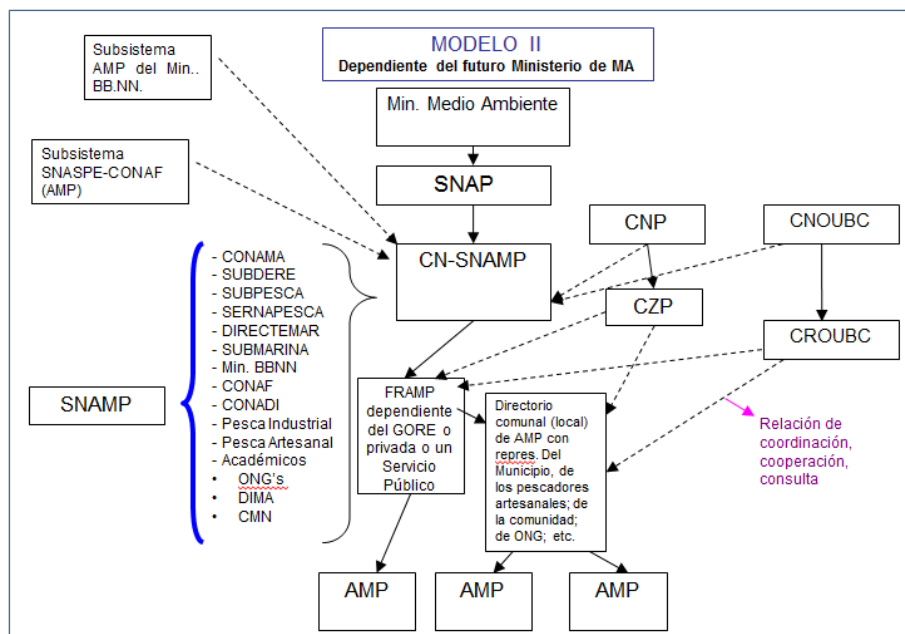 MODELO II
Dependiente del futuro Ministerio de MA
Subsistema
AMP del Min..
BB.NN.
Min. Medio Ambiente
Subsistema
SNASPE-CONAF
(AMP)
SNAP
CNP
CNOUBC
CN-SNAMP
CZP
CROUBC
- CONAMA
- SUBDERE
- SUBPESCA
- SERNAPESCA
- DIRECTEMAR
- SUBMARINA
- Min. BBNN
- CONAF
- CONADI
- Pesca Industrial
- Pesca Artesanal
- Académicos
• ONG's
• DIMA
• CMN
SNAMP
FRAMP
dependiente
del GORE o
privada o un
Servicio
Público
Directorio
comunal (local)
de AMP con
repres. Del
Municipio, de
los pescadores
artesanales; de
la comunidad;
de ONG; etc.
Relación de
coordinación,
cooperación,
consulta
AMP
AMP
AMP